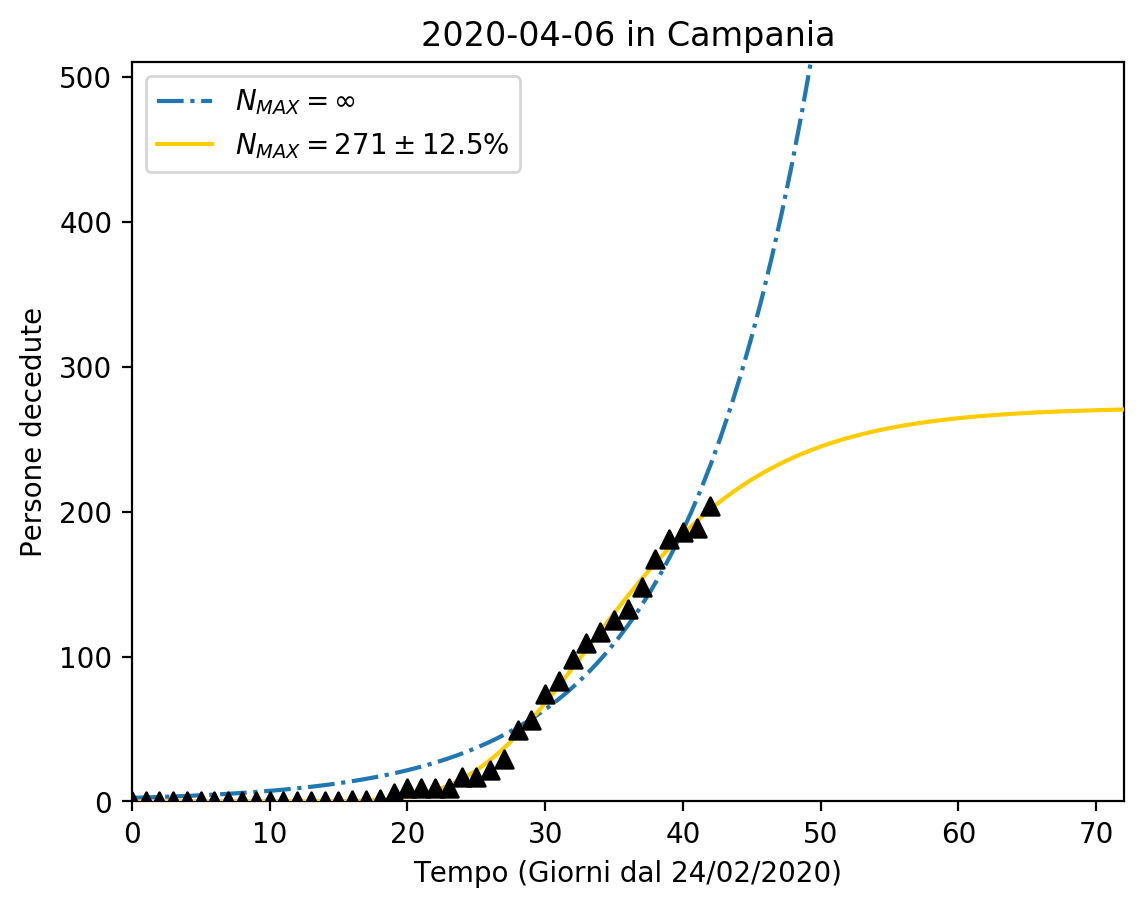 2020-04-06 in Campania
N_MAX = ∞
N_MAX = 271 ± 12.5%
500
400
300
200
100
0
Persone decedute
0 10 20 30 40 50 60 70
Tempo (Giorni dal 24/02/2020)